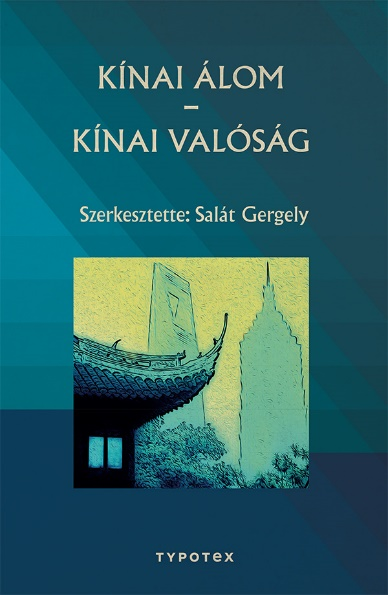 KÍNAI ÁLOM
–
KÍNAI VALÓSÁG
Szerkesztette: Salát Gergely
TYPOTEX